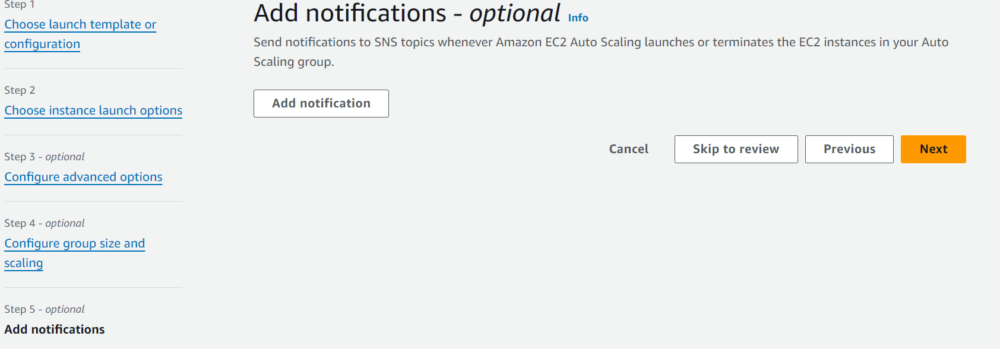 Step 1
Choose launch template or
configuration
Step 2
Choose instance launch options
Step 3 - optional
Configure advanced options
Step 4 - optional
Configure group size and
scaling
Step 5 - optional
Add notifications
Add notifications - optional Info
Send notifications to SNS topics whenever Amazon EC2 Auto Scaling launches or terminates the EC2 instances in your Auto
Scaling group.
Add notification
Cancel Skip to review Previous Next